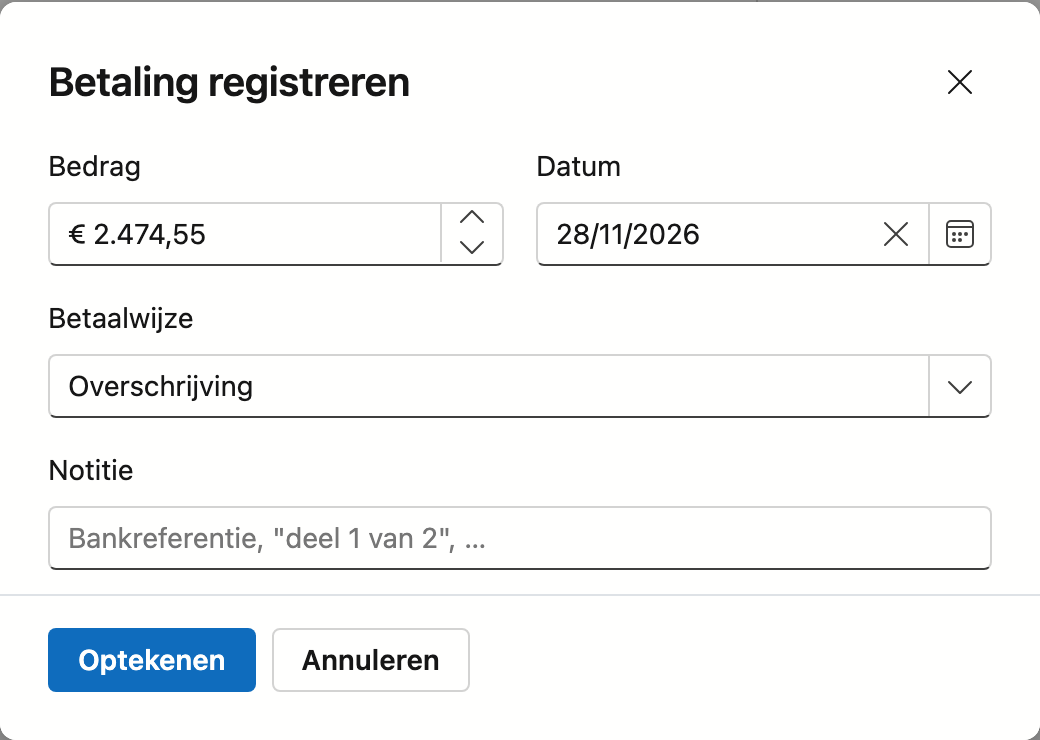 Betaling registreren
Bedrag
Datum
€ 2.474,55
28/11/2026
Betaalwijze
Overschrijving
Notitie
Bankreferentie, "deel 1 van 2", ...
Optekenen
Annuleren